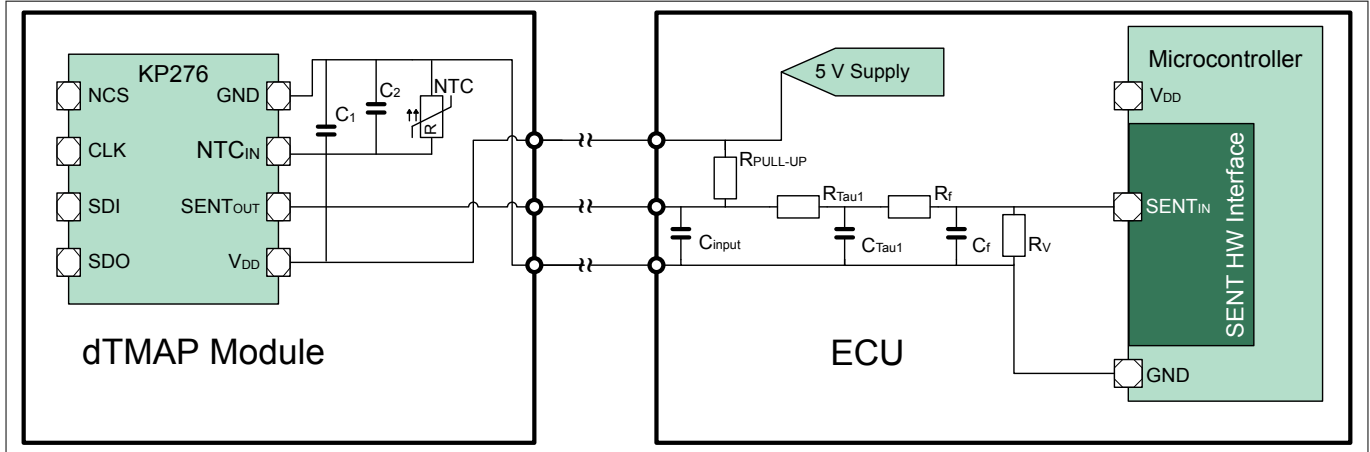 KP276
NCS
GND
CLK
NTCIN
SDI
SENTOUT
SDO
VDD
C1
C2
NTC
R
dTMAP Module
5 V Supply
RPULL-UP
RTau1
Rf
Cinput
CTau1
Cf
RV
ECU
Microcontroller
VDD
SENTIN
SENT HW Interface
GND